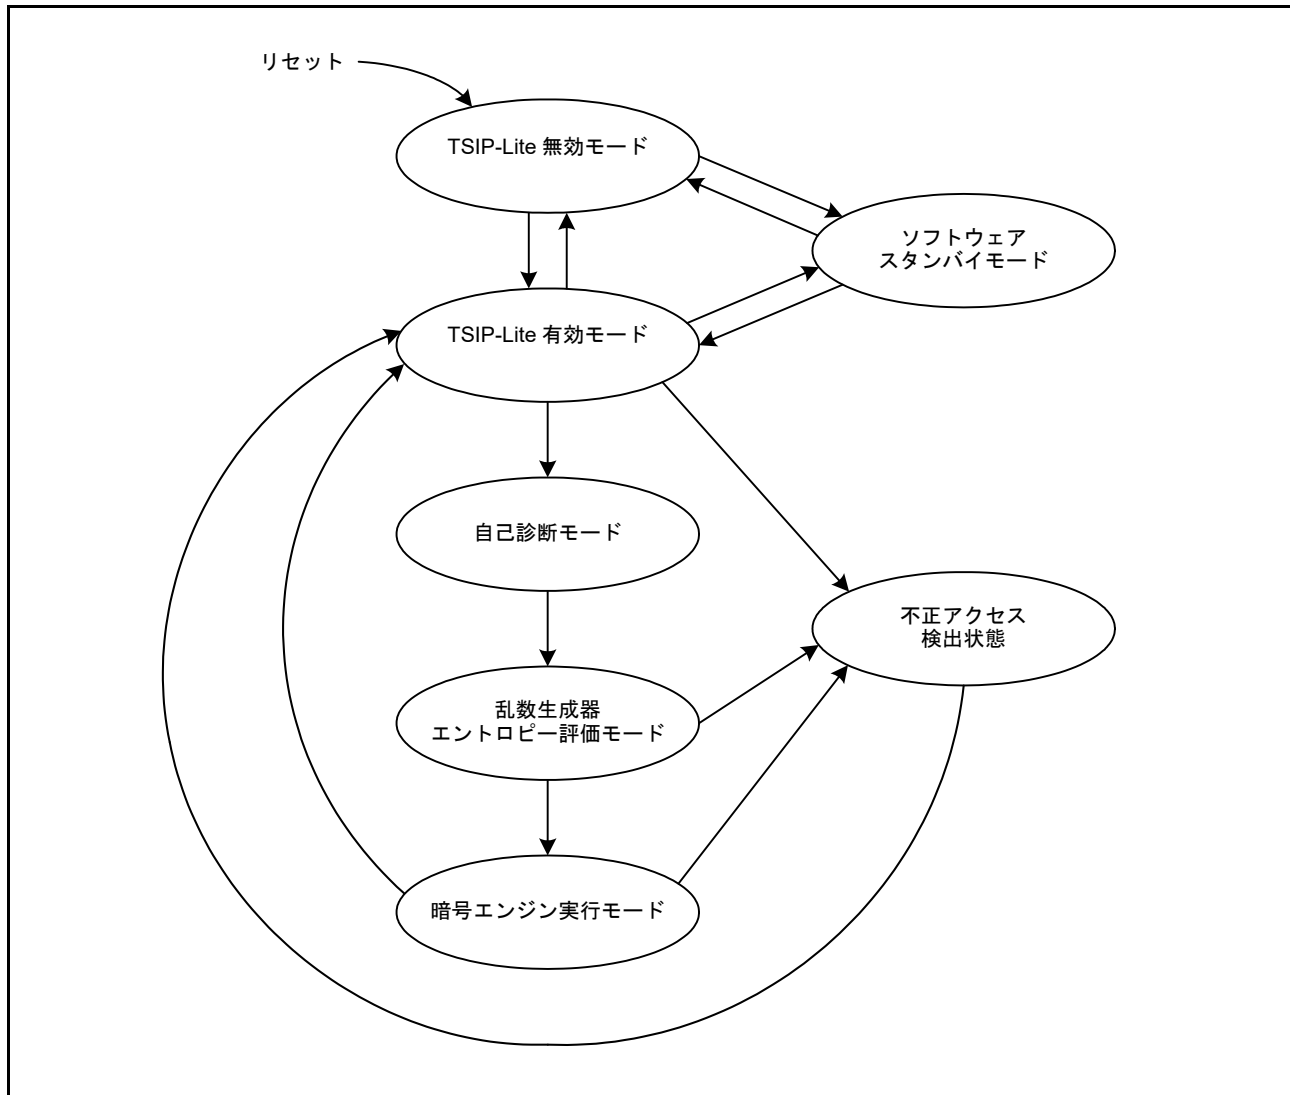 リセット
TSIP-Lite 無効モード
ソフトウェア
スタンバイモード
TSIP-Lite 有効モード
自己診断モード
不正アクセス
検出状態
乱数生成器
エントロピー評価モード
暗号エンジン実行モード